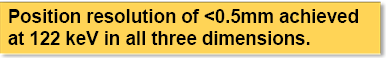 Position resolution of <0.5mm achieved
at 122 keV in all three dimensions.